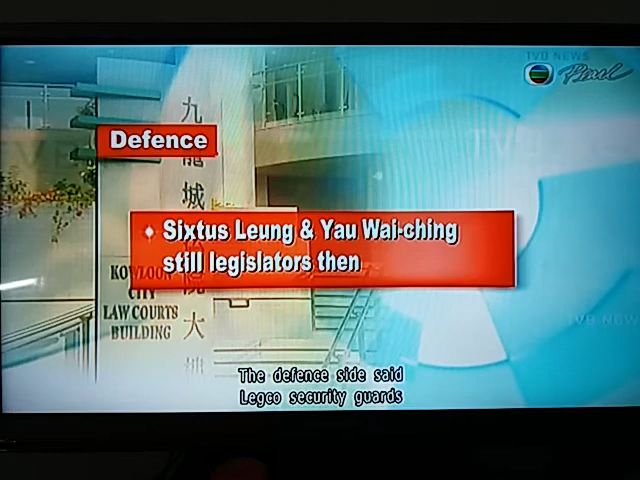 TVB NEWS
Pearl
Defence
Sixtus Leung & Yau Wai-ching
still legislators then
九
龍
城
院
大
KOWLOON
CITY
LAW COURTS
BUILDING
TVB NEWS
The defence side said
Legco security guards